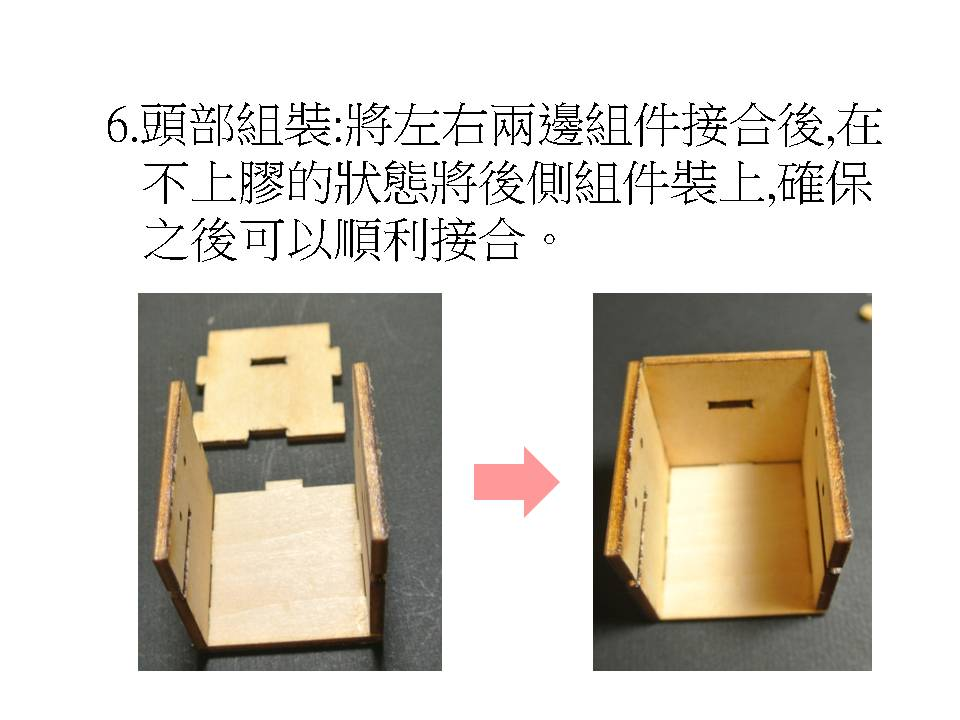 6.頭部組裝:將左右兩邊組件接合後,在
不上膠的狀態將後側組件裝上,確保
之後可以順利接合。